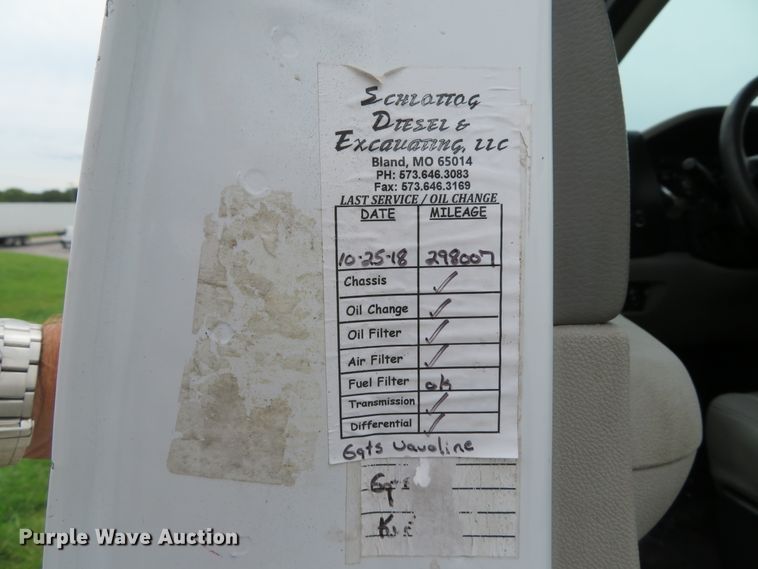 Schlottog
Diesel &
Excavating, LLC
Bland, MO 65014
PH: 573.646.3083
Fax: 573.646.3169
LAST SERVICE / OIL CHANGE
DATE MILEAGE
10-25-18 298007
Chassis ✓
Oil Change ✓
Oil Filter ✓
Air Filter ✓
Fuel Filter ok
Transmission ✓
Differential ✓
6qts Vavoline
6qts
Purple Wave Auction